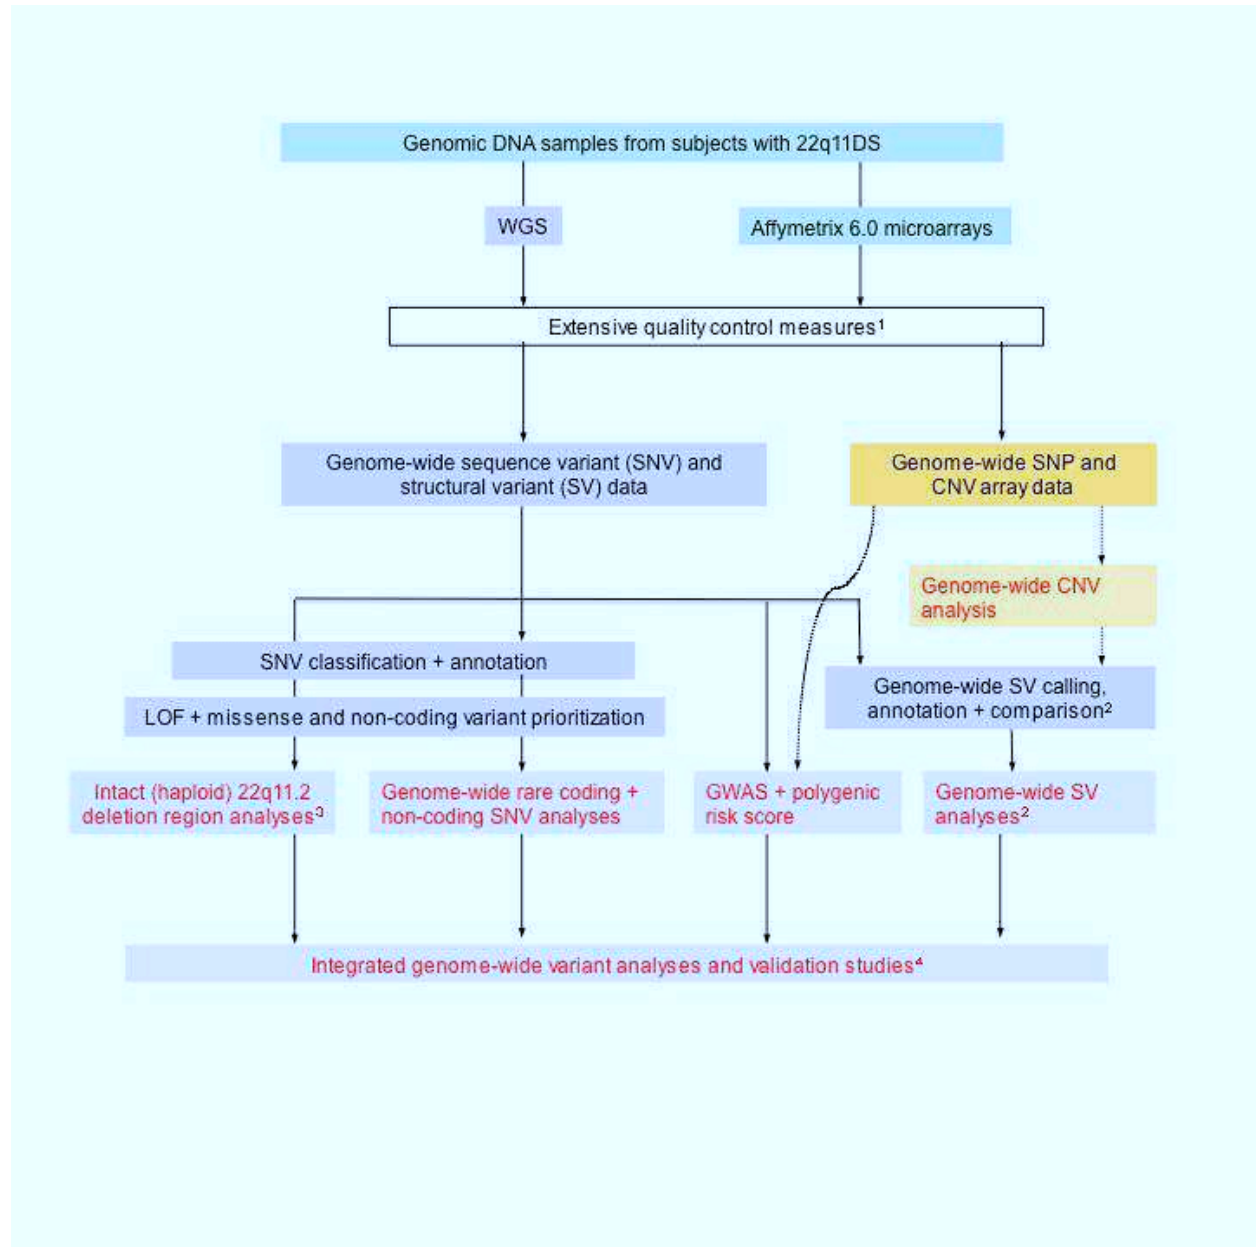 Genomic DNA samples from subjects with 22q11DS
WGS
Affymetrix 6.0 microarrays
Extensive quality control measures¹
Genome-wide sequence variant (SNV) and
structural variant (SV) data
Genome-wide SNP and
CNV array data
Genome-wide CNV
analysis
SNV classification + annotation
Genome-wide SV calling,
annotation + comparison²
LOF + missense and non-coding variant prioritization
Intact (haploid) 22q11.2
deletion region analyses³
Genome-wide rare coding +
non-coding SNV analyses
GWAS + polygenic
risk score
Genome-wide SV
analyses²
Integrated genome-wide variant analyses and validation studies⁴